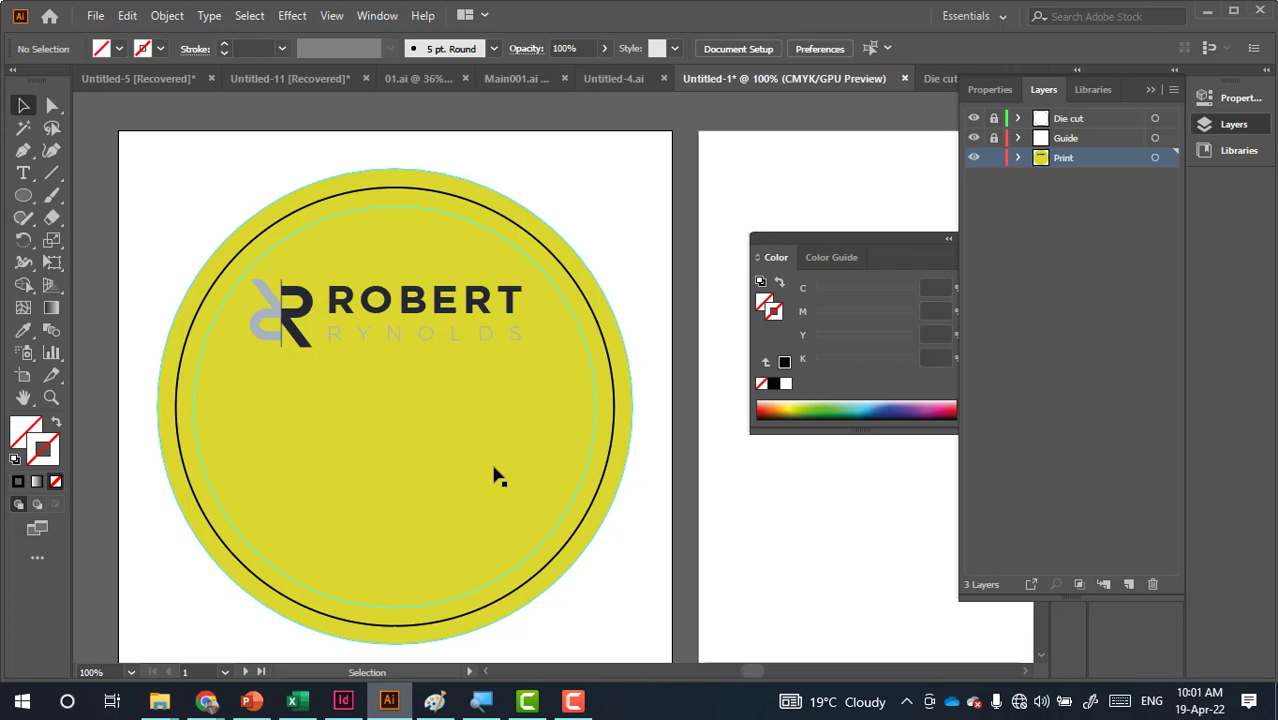 File Edit Object Type Select Effect View Window Help
Essentials
Search Adobe Stock
No Selection
Stroke:
5 pt. Round
Opacity: 100%
Style:
Document Setup
Preferences
Untitled-5 [Recovered]*
Untitled-11 [Recovered]*
01.ai @ 36%...
Main001.ai ...
Untitled-4.ai
Untitled-1* @ 100% (CMYK/GPU Preview)
Die cut
Properties Layers Libraries
Die cut
Guide
Print
Propert...
Layers
Libraries
ROBERT
RYNOLDS
Color Color Guide
C
M
Y
K
3 Layers
100%
1
Selection
19°C Cloudy
ENG
10:01 AM
19-Apr-22